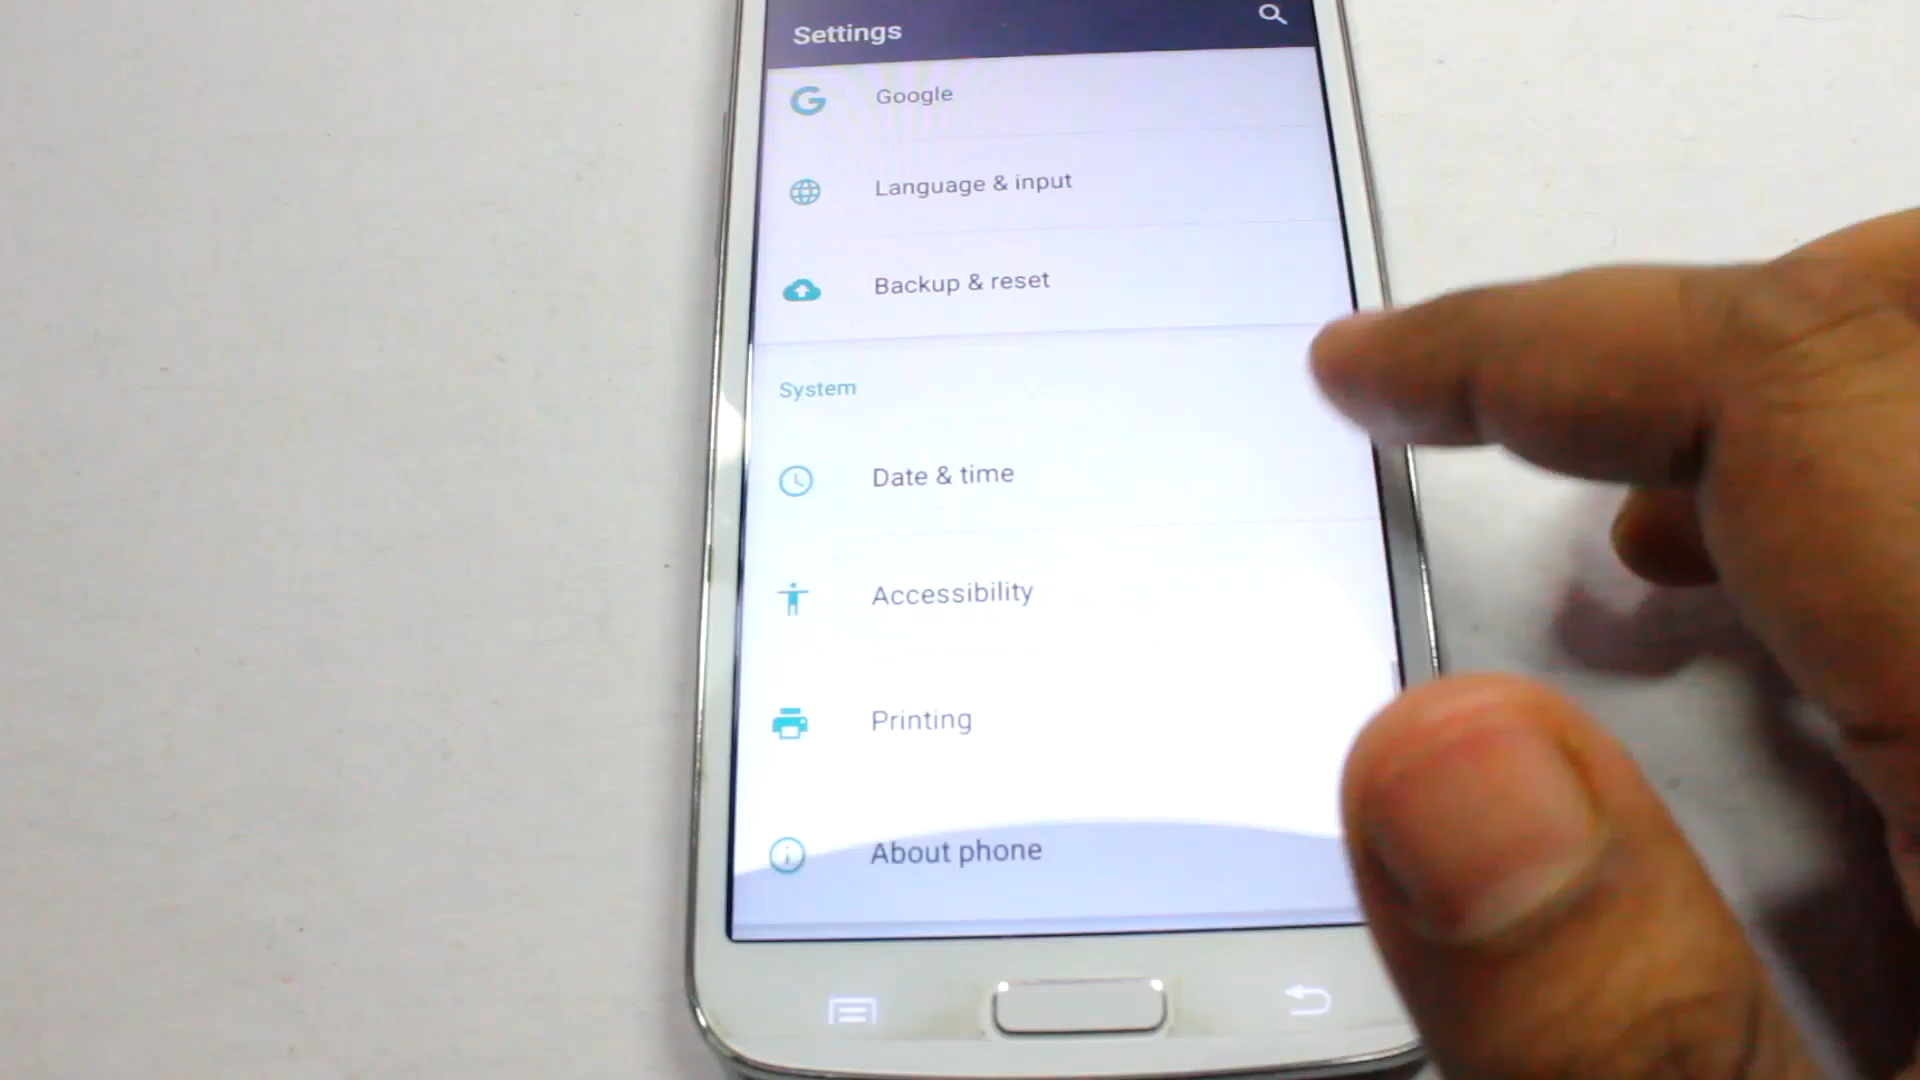 Settings
Google
Language & input
Backup & reset
System
Date & time
Accessibility
Printing
About phone